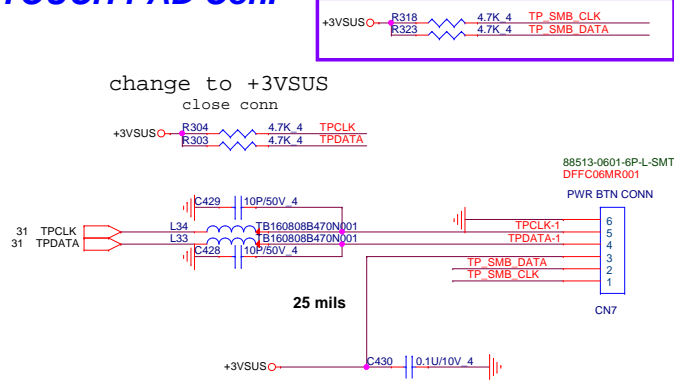 TOUCH PAD Conn
+3VSUS R318 4.7K_4 TP_SMB_CLK
R323 4.7K_4 TP_SMB_DATA
change to +3VSUS
close conn
+3VSUS R304 4.7K_4 TPCLK
R303 4.7K_4 TPDATA
88513-0601-6P-L-SMT
DFFC06MR001
PWR BTN CONN
C429 10P/50V_4
6
31 TPCLK L34 TB160808B470N001 TPCLK-1 5
31 TPDATA L33 TB160808B470N001 TPDATA-1 4
C428 10P/50V_4
3
TP_SMB_DATA 2
TP_SMB_CLK 1
25 mils
CN7
+3VSUS C430 0.1U/10V_4